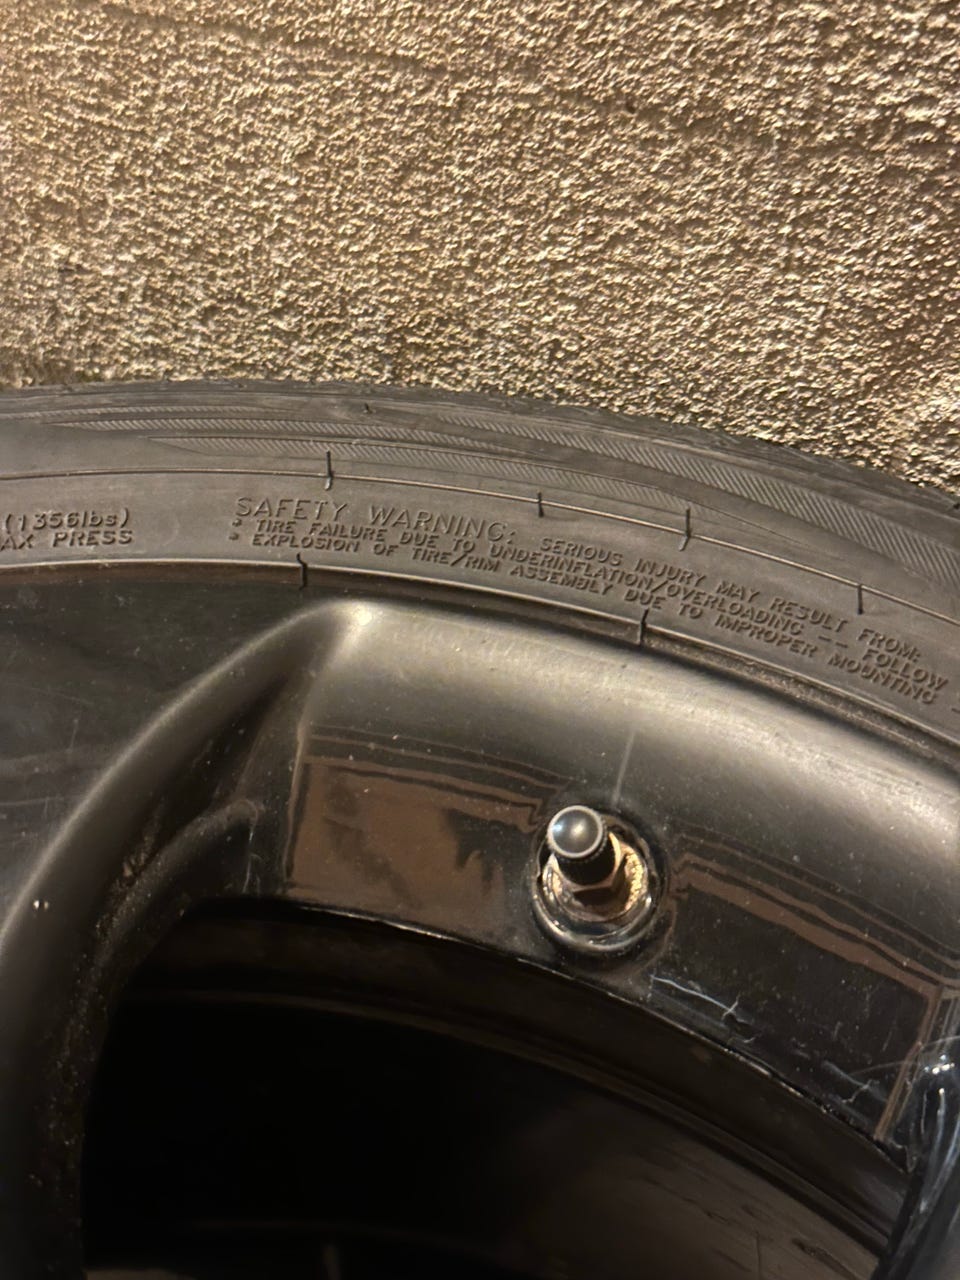 (1356lbs)
AX PRESS
SAFETY WARNING: SERIOUS INJURY MAY RESULT FROM:
• TIRE FAILURE DUE TO UNDERINFLATION/OVERLOADING -- FOLLOW
• EXPLOSION OF TIRE/RIM ASSEMBLY DUE TO IMPROPER MOUNTING